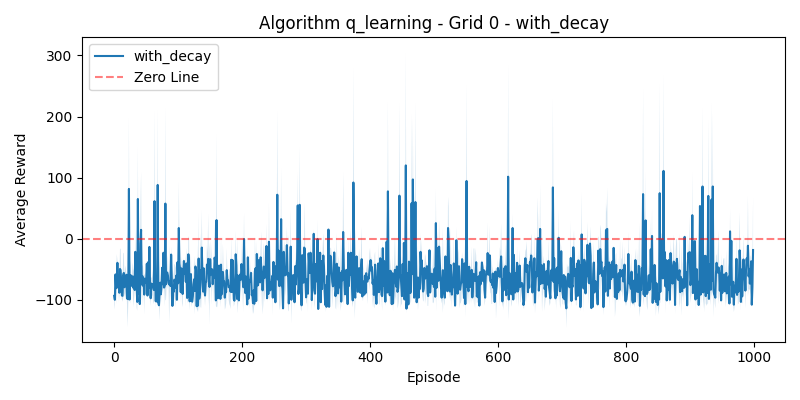 Algorithm q_learning - Grid 0 - with_decay
with_decay
Zero Line
300
200
100
0
−100
Average Reward
0
200
400
600
800
1000
Episode